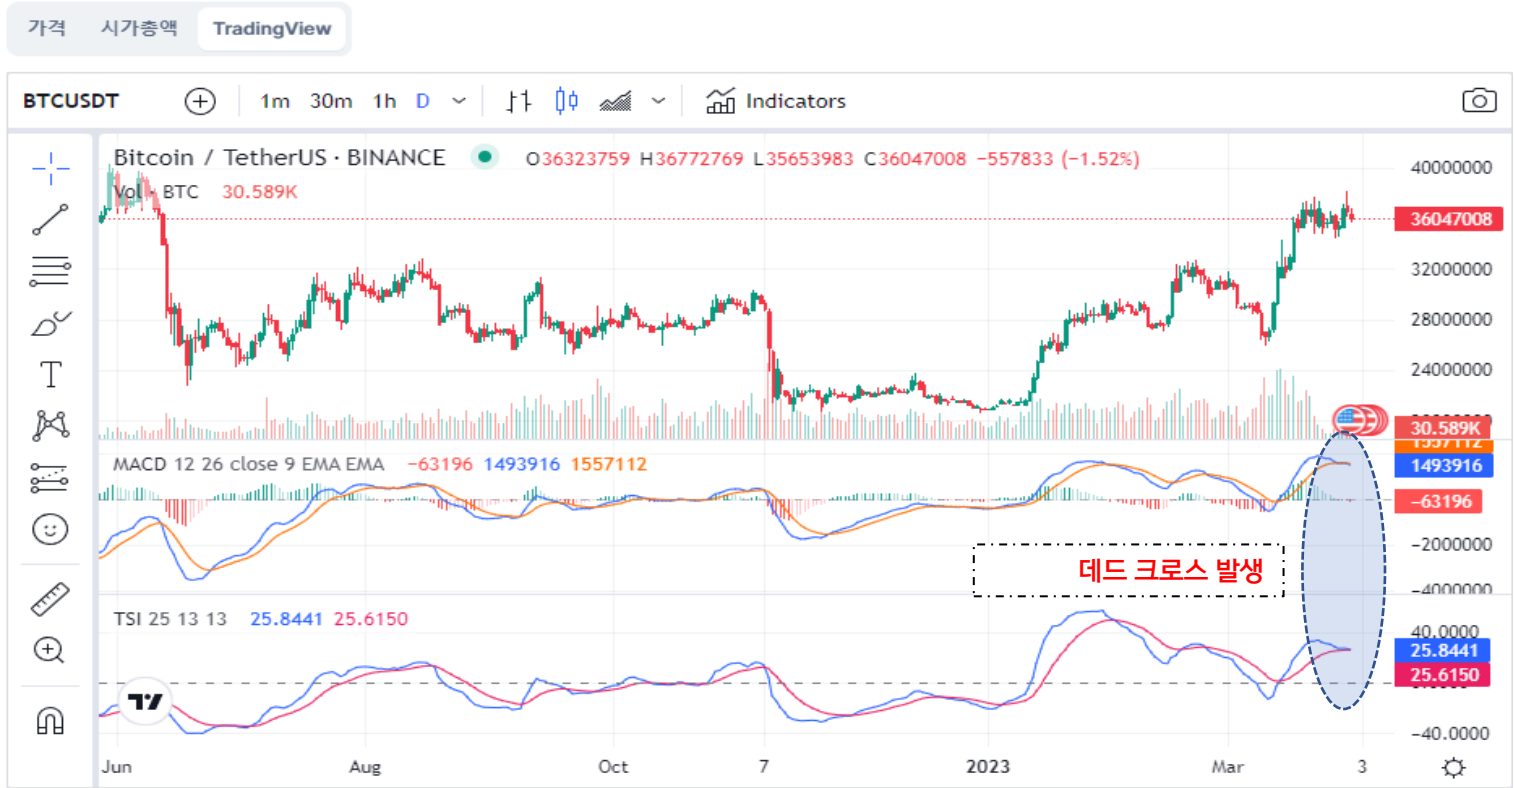 가격 시가총액 TradingView
BTCUSDT 1m 30m 1h D Indicators
Bitcoin / TetherUS · BINANCE O36323759 H36772769 L35653983 C36047008 −557833 (−1.52%)
Vol · BTC 30.589K
40000000
36047008
32000000
28000000
24000000
30.589K
1557112
MACD 12 26 close 9 EMA EMA −63196 1493916 1557112
1493916
−63196
−2000000
데드 크로스 발생
−4000000
TSI 25 13 13 25.8441 25.6150
40.0000
25.8441
25.6150
−40.0000
Jun Aug Oct 7 2023 Mar 3